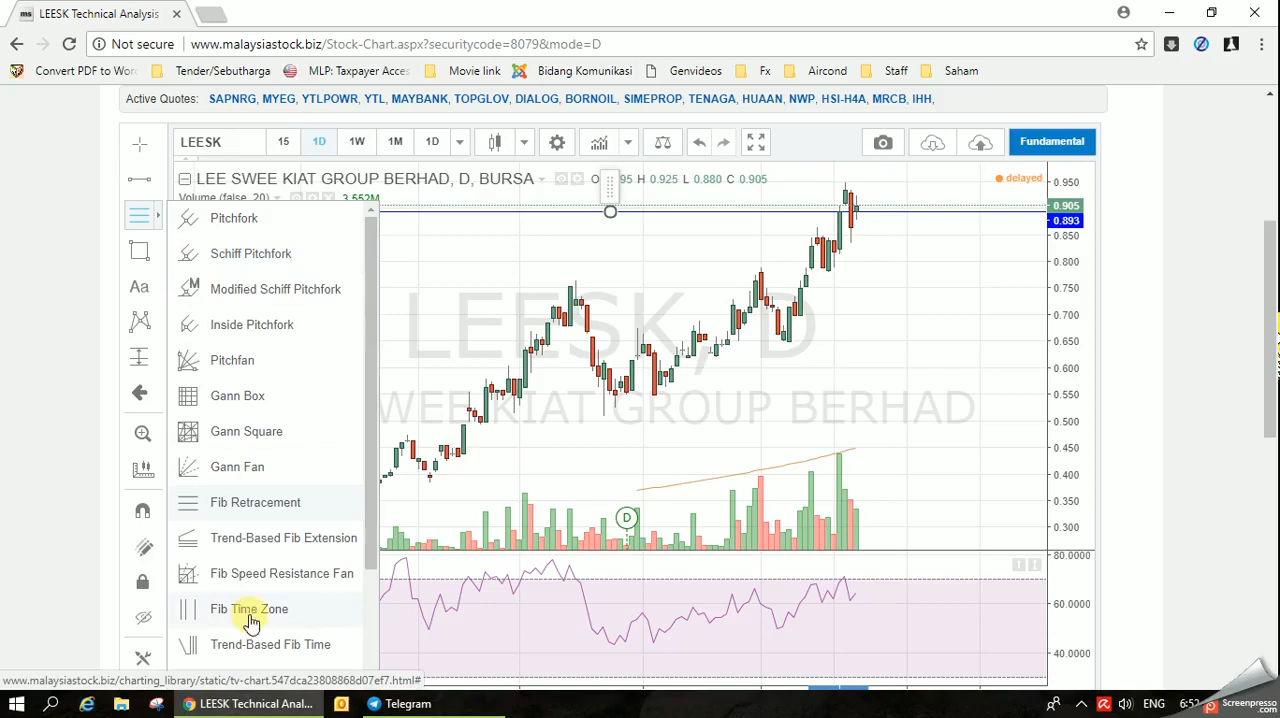 LEESK Technical Analysis
Not secure
www.malaysiastock.biz/Stock-Chart.aspx?securitycode=8079&mode=D
Convert PDF to Worc
Tender/Sebutharga
MLP: Taxpayer Acces
Movie link
Bidang Komunikasi
Genvideos
Fx
Aircond
Staff
Saham
Active Quotes: SAPNRG, MYEG, YTLPOWR, YTL, MAYBANK, TOPGLOV, DIALOG, BORNOIL, SIMEPROP, TENAGA, HUAAN, NWP, HSI-H4A, MRCB, IHH,
LEESK 15 1D 1W 1M 1D Fundamental
LEE SWEE KIAT GROUP BERHAD, D, BURSA
H 0.925 L 0.880 C 0.905
delayed
Volume (false, 20)
3.552M
Pitchfork
Schiff Pitchfork
Modified Schiff Pitchfork
Inside Pitchfork
Pitchfan
Gann Box
Gann Square
Gann Fan
Fib Retracement
Trend-Based Fib Extension
Fib Speed Resistance Fan
Fib Time Zone
Trend-Based Fib Time
Aa
LEESK, D
SWEE KIAT GROUP BERHAD
D
0.950
0.905
0.893
0.850
0.800
0.750
0.700
0.650
0.600
0.550
0.500
0.450
0.400
0.350
0.300
80.0000
60.0000
40.0000
www.malaysiastock.biz/charting_library/static/tv-chart.547dca23808868d07ef7.html#
LEESK Technical Anal...
Telegram
ENG
Screenpresso
.com